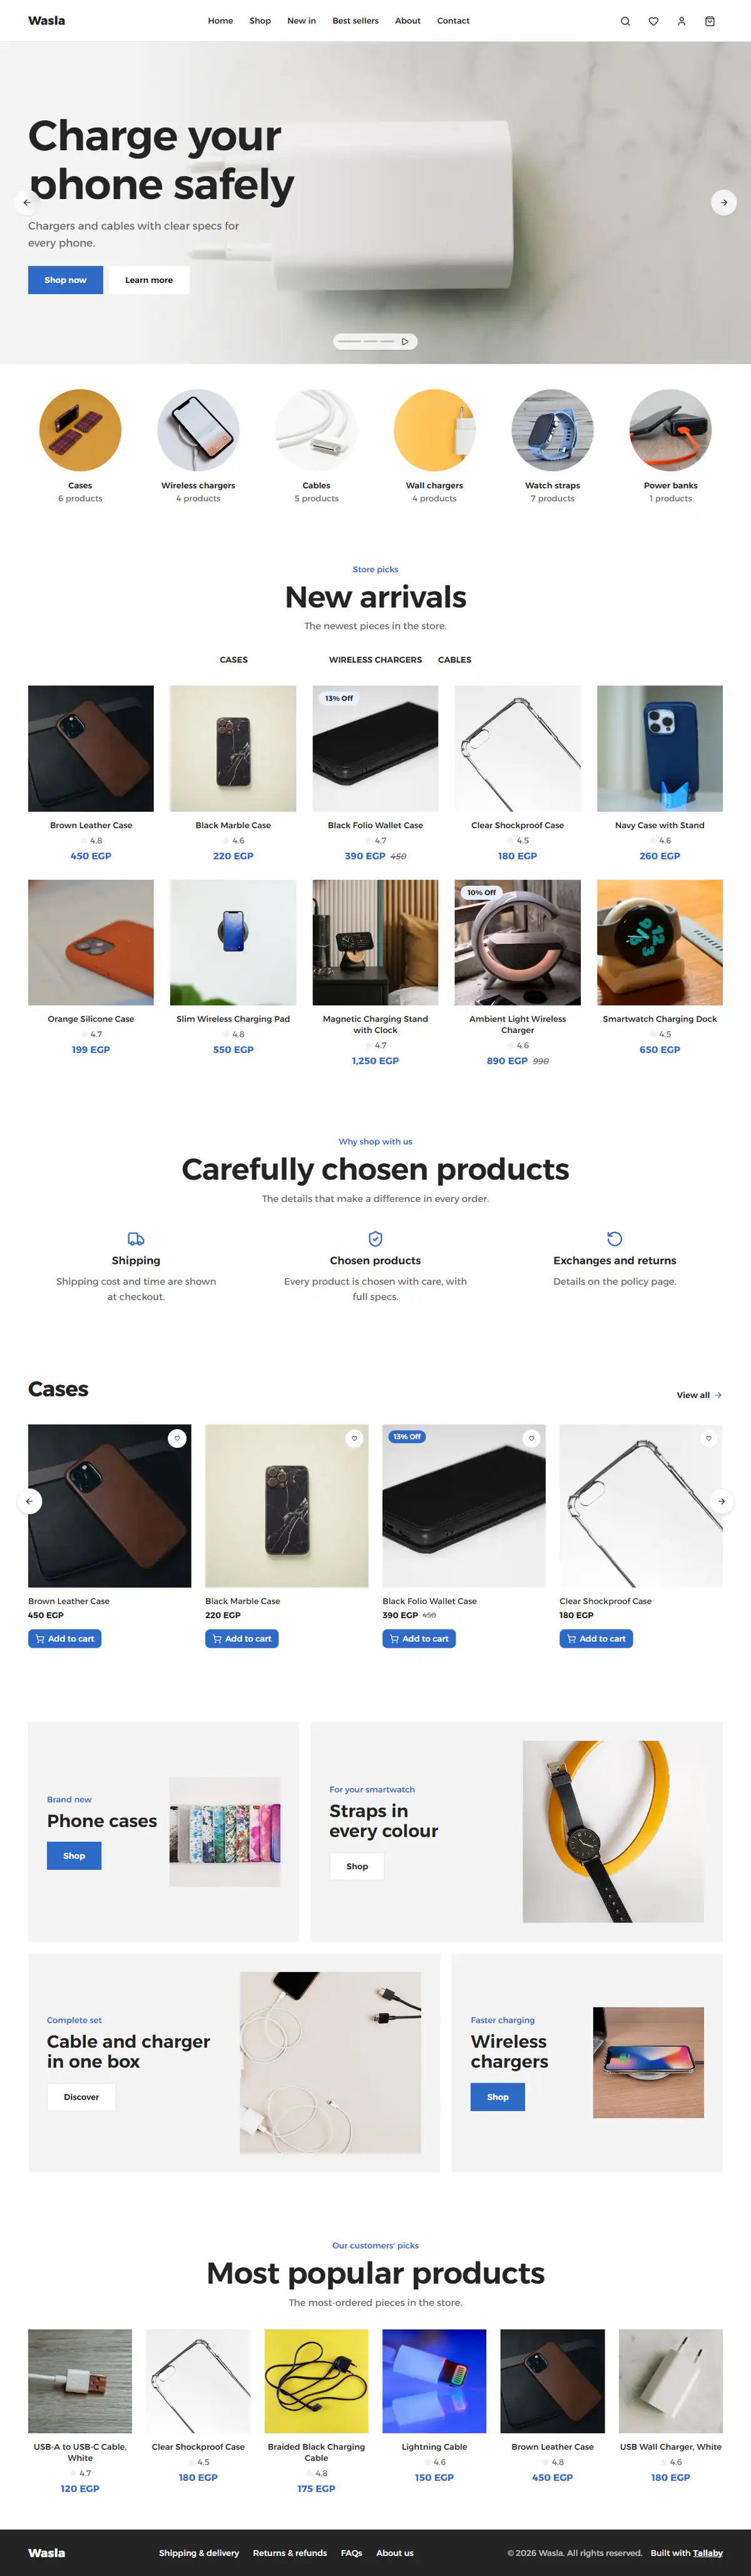 Wasla
Home Shop New in Best sellers About Contact
Charge your
phone safely
Chargers and cables with clear specs for
every phone.
Shop now Learn more
Cases Wireless chargers Cables Wall chargers Watch straps Power banks
6 products 4 products 5 products 4 products 7 products 1 products
Store picks
New arrivals
The newest pieces in the store.
CASES WIRELESS CHARGERS CABLES
13% Off
Brown Leather Case Black Marble Case Black Folio Wallet Case Clear Shockproof Case Navy Case with Stand
4.8 4.6 4.7 4.5 4.6
450 EGP 220 EGP 390 EGP 450 180 EGP 260 EGP
10% Off
Orange Silicone Case Slim Wireless Charging Pad Magnetic Charging Stand Ambient Light Wireless Smartwatch Charging Dock
with Clock Charger
4.7 4.8 4.7 4.6 4.5
199 EGP 550 EGP 1,250 EGP 890 EGP 990 650 EGP
Why shop with us
Carefully chosen products
The details that make a difference in every order.
Shipping Chosen products Exchanges and returns
Shipping cost and time are shown Every product is chosen with care, with Details on the policy page.
at checkout. full specs.
Cases View all
13% Off
Brown Leather Case Black Marble Case Black Folio Wallet Case Clear Shockproof Case
450 EGP 220 EGP 390 EGP 450 180 EGP
Add to cart Add to cart Add to cart Add to cart
Brand new
Phone cases
Shop
For your smartwatch
Straps in
every colour
Shop
Complete set
Cable and charger
in one box
Discover
Faster charging
Wireless
chargers
Shop
Our customers' picks
Most popular products
The most-ordered pieces in the store.
USB-A to USB-C Cable, Clear Shockproof Case Braided Black Charging Lightning Cable Brown Leather Case USB Wall Charger, White
White Cable
4.7 4.5 4.8 4.6 4.8 4.6
120 EGP 180 EGP 175 EGP 150 EGP 450 EGP 180 EGP
Wasla Shipping & delivery Returns & refunds FAQs About us © 2026 Wasla. All rights reserved. Built with Tallaby